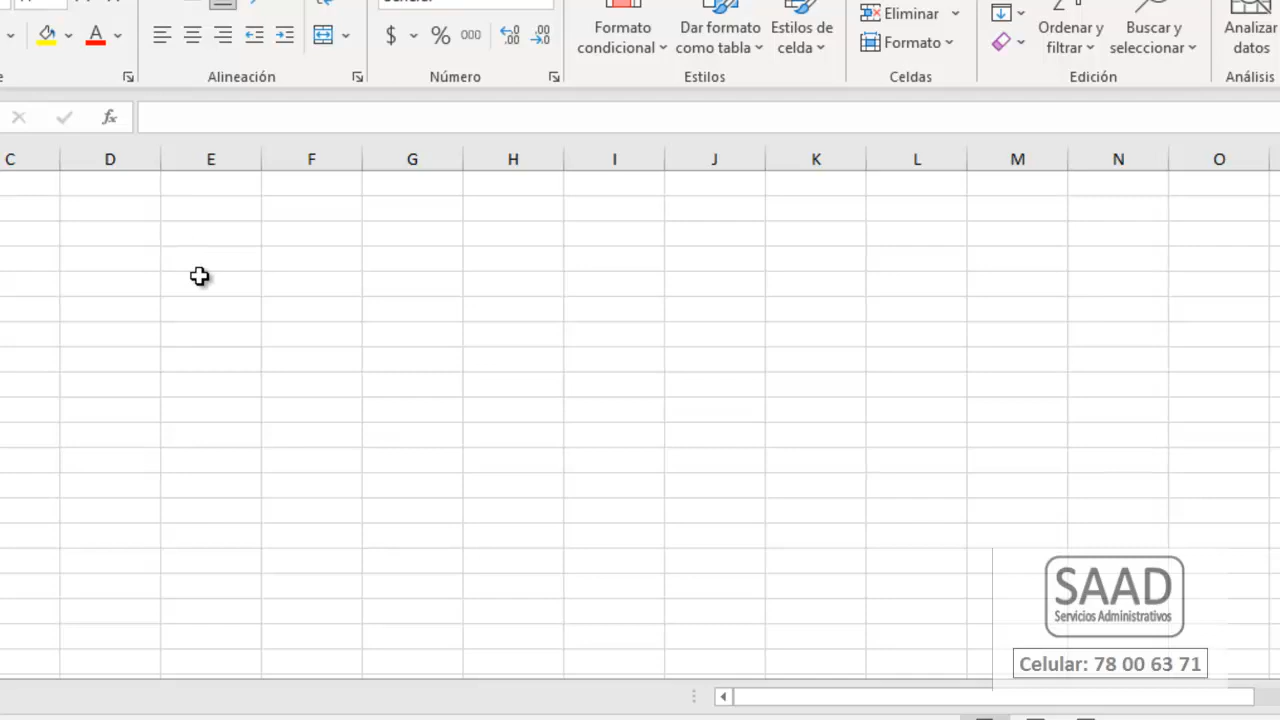 Formato condicional
Dar formato como tabla
Estilos de celda
Eliminar
Formato
Ordenar y filtrar
Buscar y seleccionar
Analizar datos
$ % 000
Alineación
Número
Estilos
Celdas
Edición
Análisis
fx
C D E F G H I J K L M N O
SAAD
Servicios Administrativos
Celular: 78 00 63 71